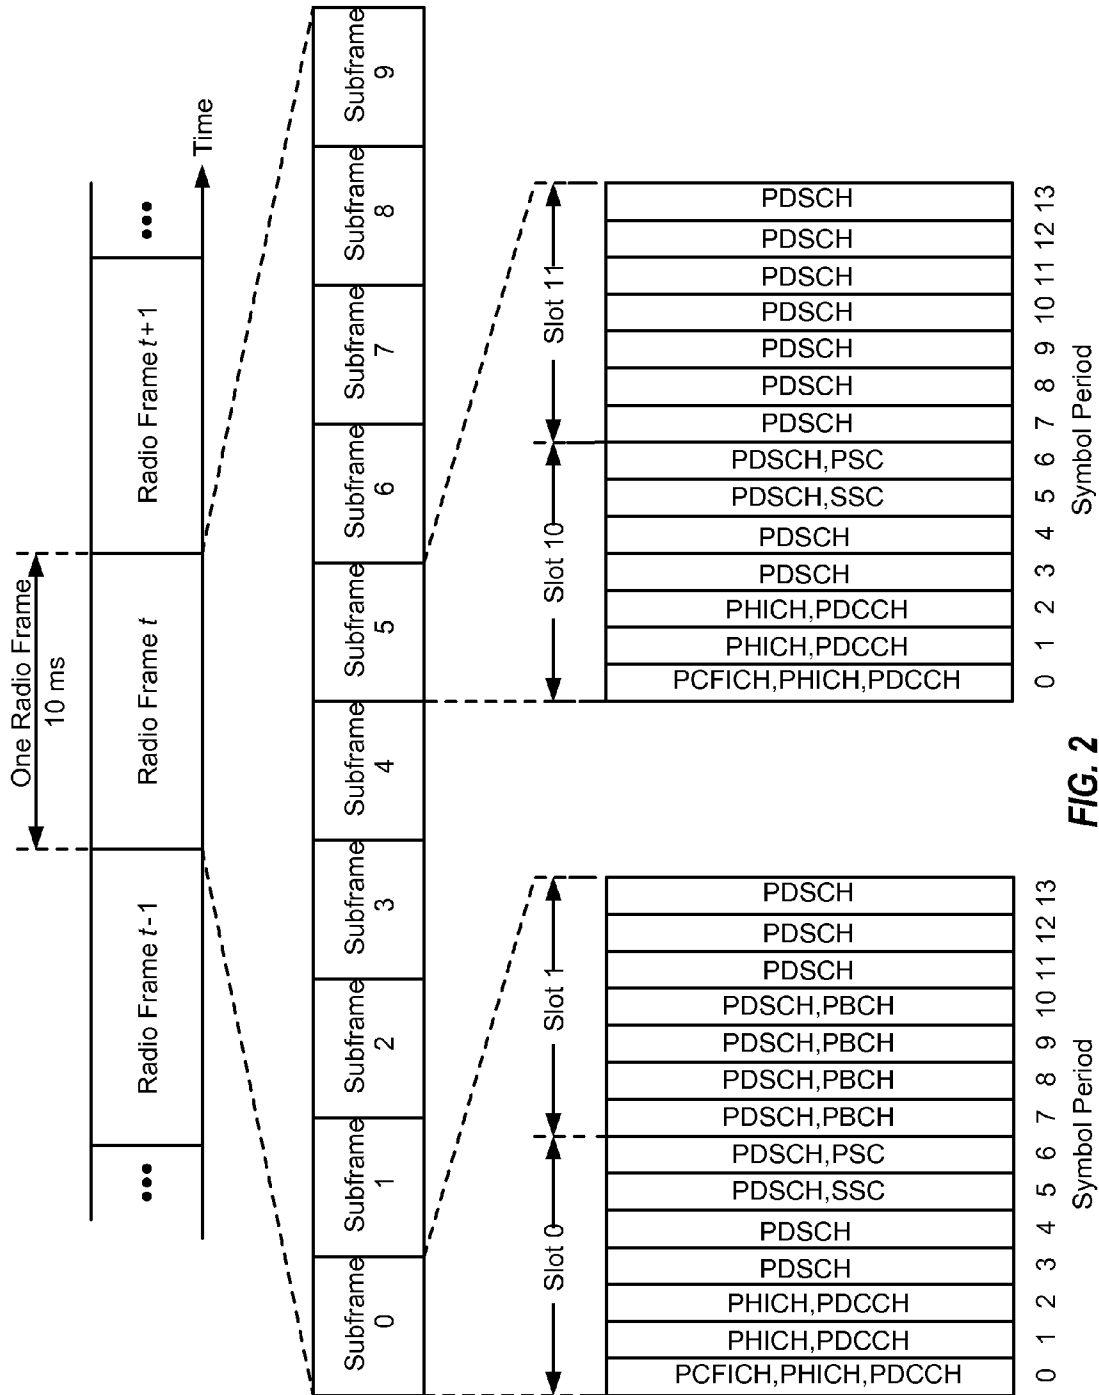 One Radio Frame
10 ms
•••
Radio Frame t-1
Radio Frame t
Radio Frame t+1
•••
Time
Subframe
0
Subframe
1
Subframe
2
Subframe
3
Subframe
4
Subframe
5
Subframe
6
Subframe
7
Subframe
8
Subframe
9
Slot 0
Slot 1
PCFICH,PHICH,PDCCH
PHICH,PDCCH
PHICH,PDCCH
PDSCH
PDSCH
PDSCH,SSC
PDSCH,PSC
PDSCH,PBCH
PDSCH,PBCH
PDSCH,PBCH
PDSCH,PBCH
PDSCH
PDSCH
PDSCH
0 1 2 3 4 5 6 7 8 9 10 11 12 13
Symbol Period
Slot 10
Slot 11
PCFICH,PHICH,PDCCH
PHICH,PDCCH
PHICH,PDCCH
PDSCH
PDSCH
PDSCH,SSC
PDSCH,PSC
PDSCH
PDSCH
PDSCH
PDSCH
PDSCH
PDSCH
PDSCH
0 1 2 3 4 5 6 7 8 9 10 11 12 13
Symbol Period
FIG. 2